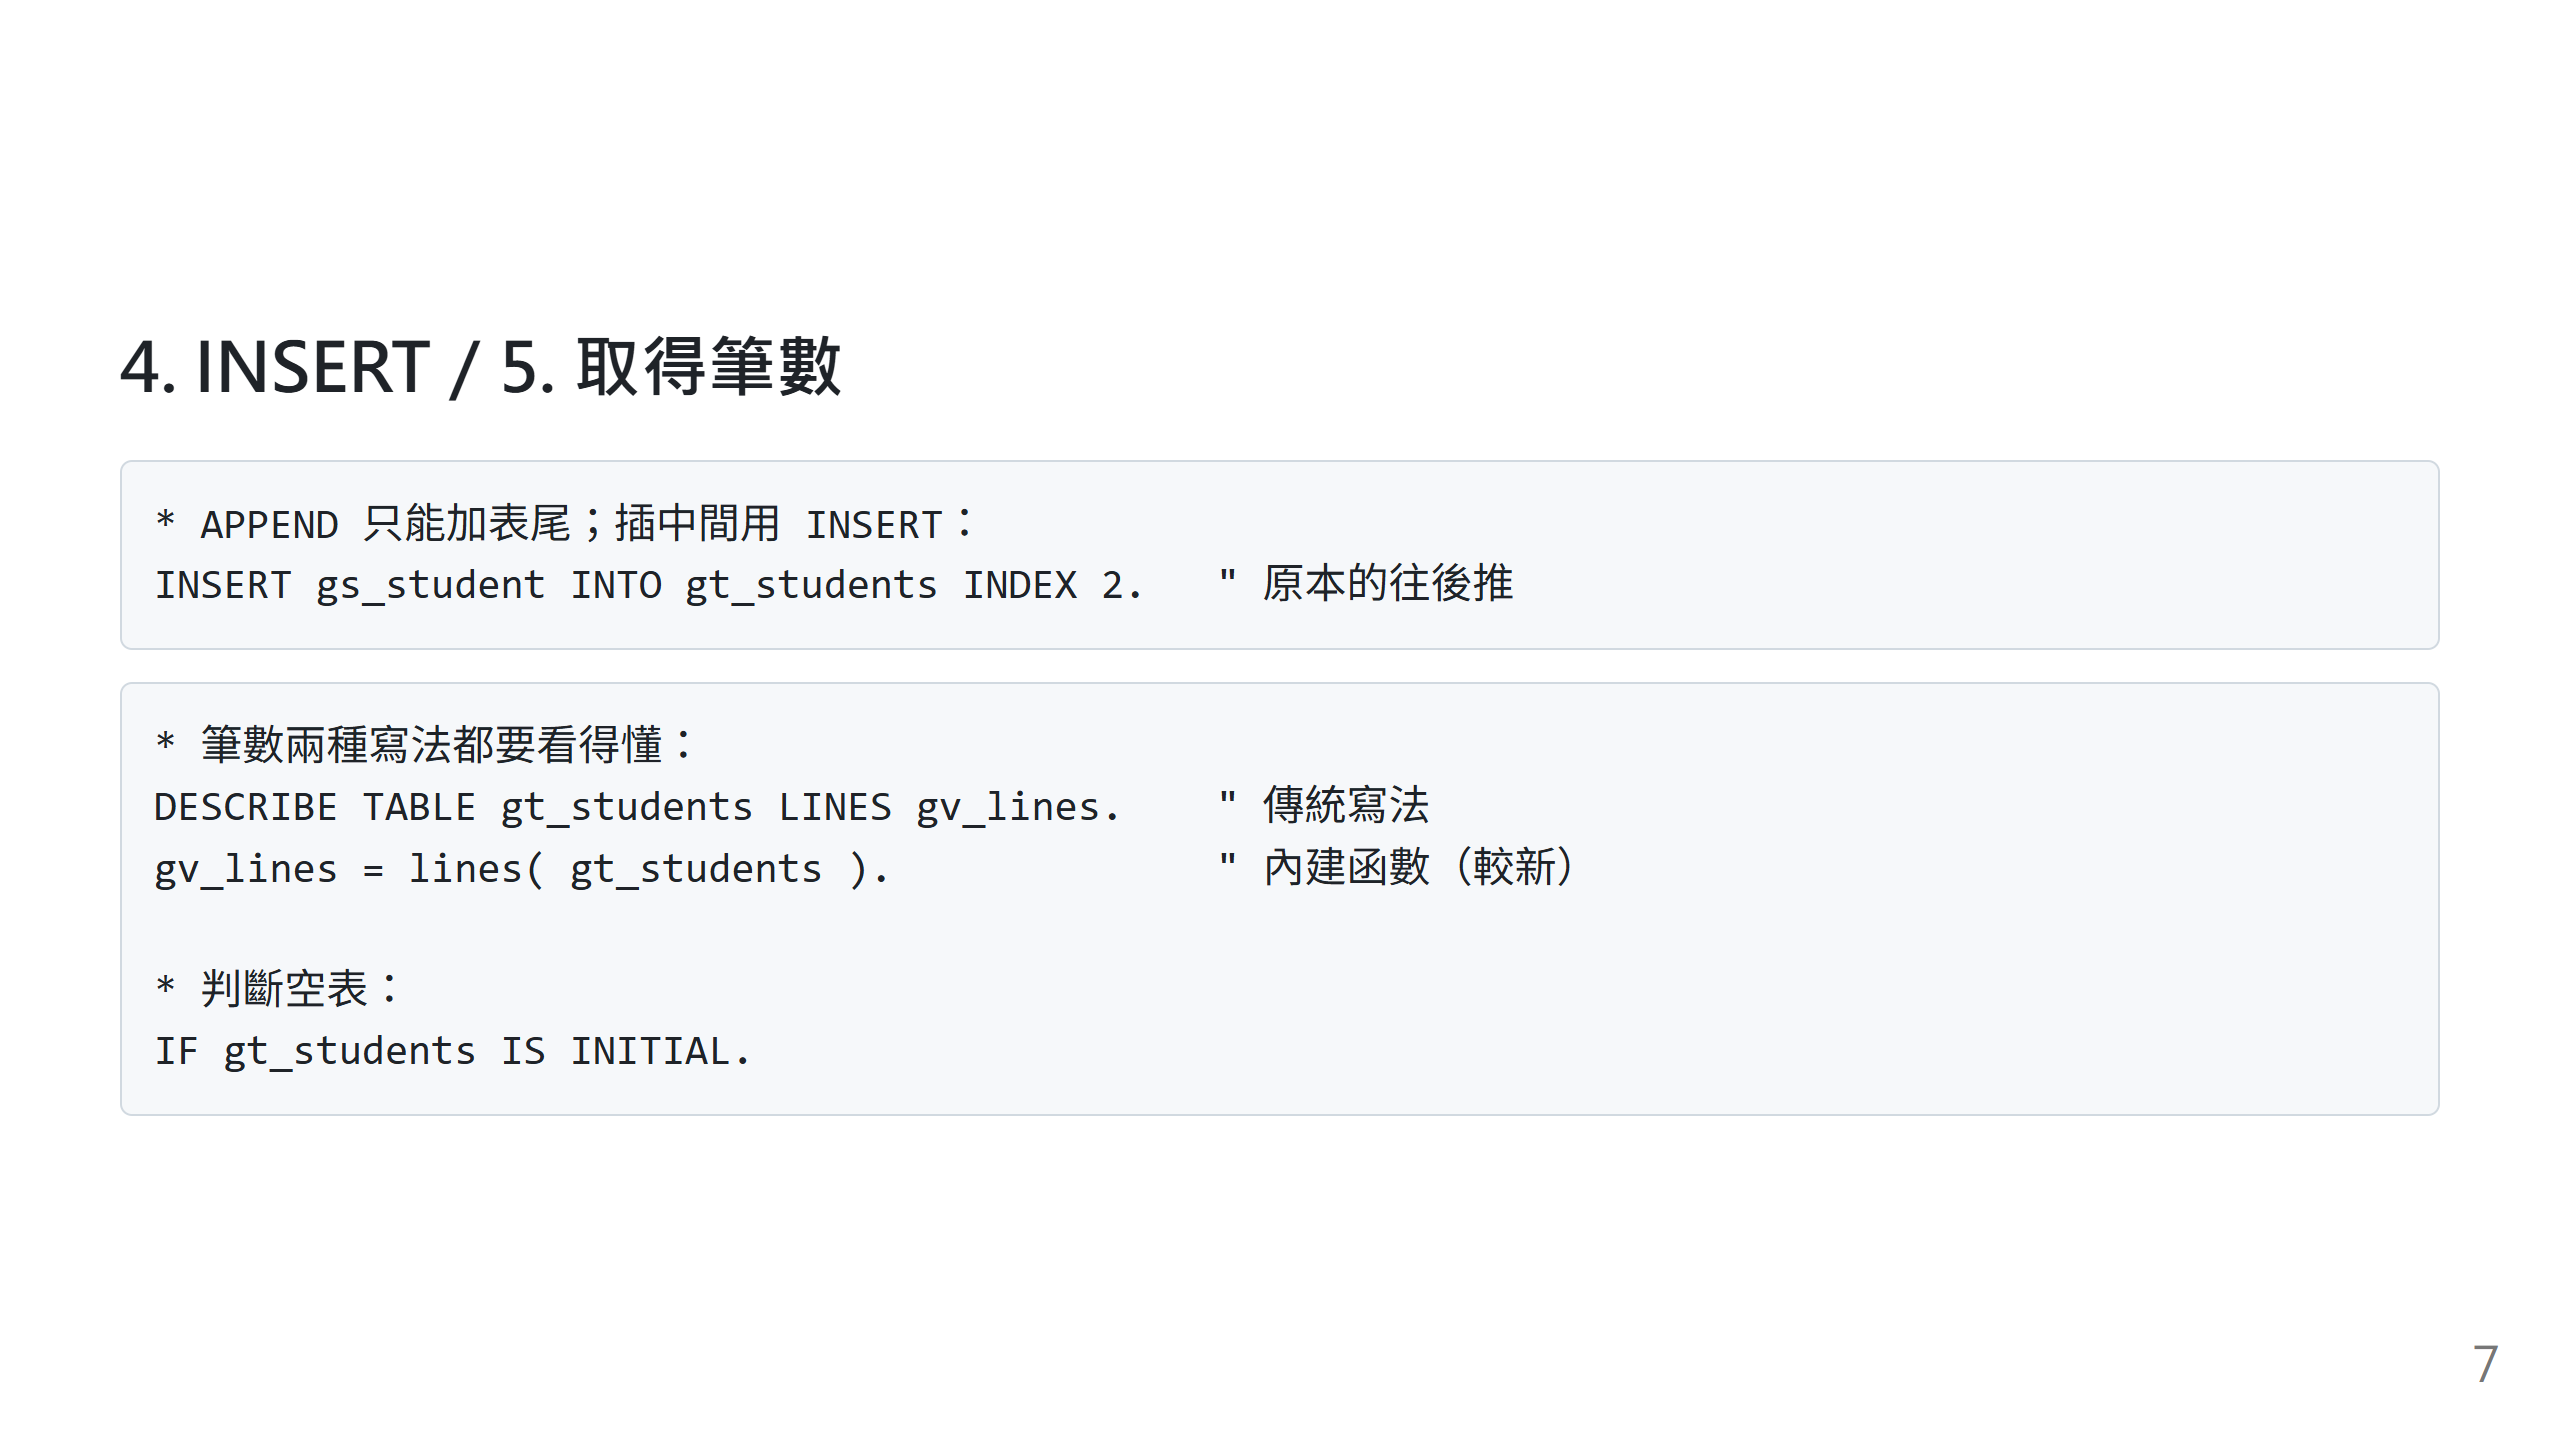 4. INSERT / 5. 取得筆數
* APPEND 只能加表尾；插中間用 INSERT：
INSERT gs_student INTO gt_students INDEX 2.   " 原本的往後推
* 筆數兩種寫法都要看得懂：
DESCRIBE TABLE gt_students LINES gv_lines.    " 傳統寫法
gv_lines = lines( gt_students ).              " 內建函數（較新）
* 判斷空表：
IF gt_students IS INITIAL.
7